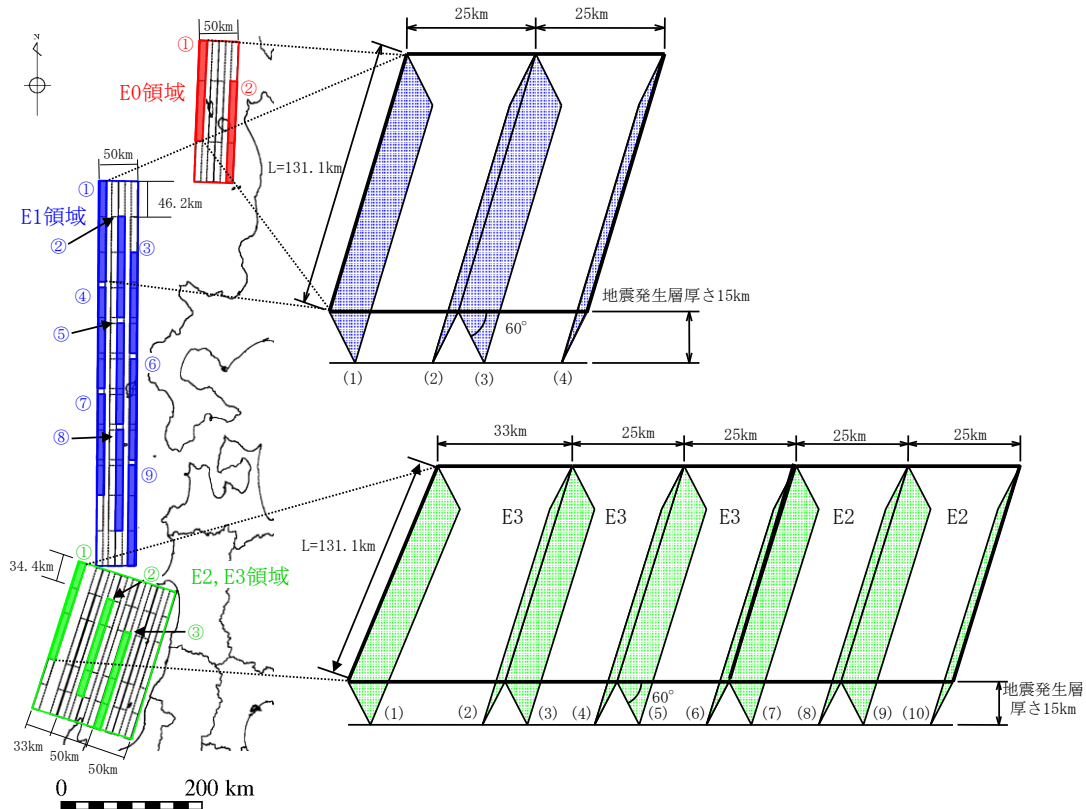 N
50km
①
②
E0領域
50km
①
46.2km
E1領域
②
③
④
⑤
⑥
⑦
⑧
⑨
25km
25km
L=131.1km
地震発生層厚さ15km
60°
(1)
(2)
(3)
(4)
①
34.4km
②
E2,E3領域
③
33km
50km
50km
33km
25km
25km
25km
25km
L=131.1km
E3
E3
E3
E2
E2
60°
地震発生層
厚さ15km
(1)
(2)
(3)
(4)
(5)
(6)
(7)
(8)
(9)
(10)
0
200 km